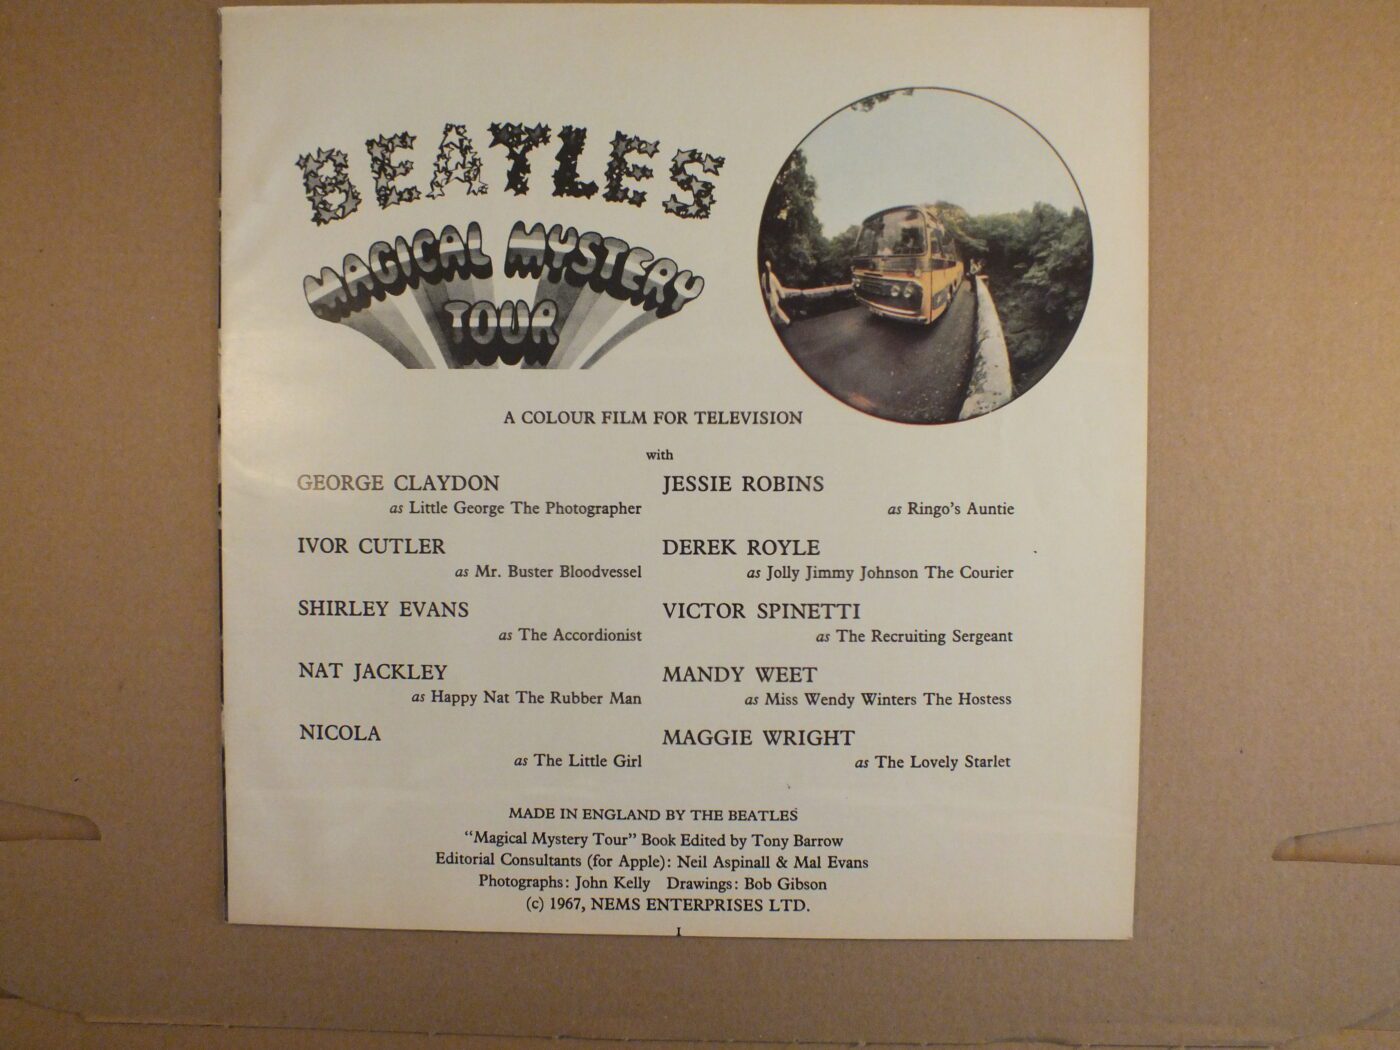 BEATLES
MAGICAL MYSTERY
TOUR
A COLOUR FILM FOR TELEVISION
with
GEORGE CLAYDON
as Little George The Photographer
IVOR CUTLER
as Mr. Buster Bloodvessel
SHIRLEY EVANS
as The Accordionist
NAT JACKLEY
as Happy Nat The Rubber Man
NICOLA
as The Little Girl
JESSIE ROBINS
as Ringo's Auntie
DEREK ROYLE
as Jolly Jimmy Johnson The Courier
VICTOR SPINETTI
as The Recruiting Sergeant
MANDY WEET
as Miss Wendy Winters The Hostess
MAGGIE WRIGHT
as The Lovely Starlet
MADE IN ENGLAND BY THE BEATLES
"Magical Mystery Tour" Book Edited by Tony Barrow
Editorial Consultants (for Apple): Neil Aspinall & Mal Evans
Photographs: John Kelly Drawings: Bob Gibson
(c) 1967, NEMS ENTERPRISES LTD.
1